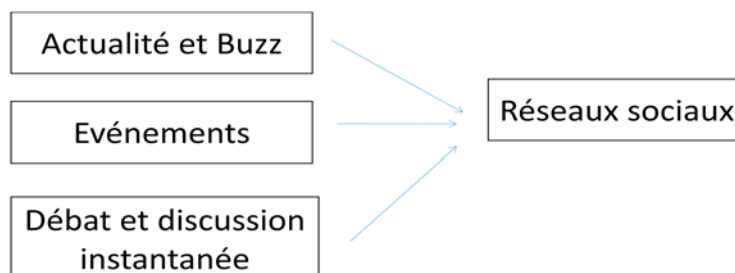 Actualité et Buzz
Evénements
Débat et discussion
instantanée
Réseaux sociaux